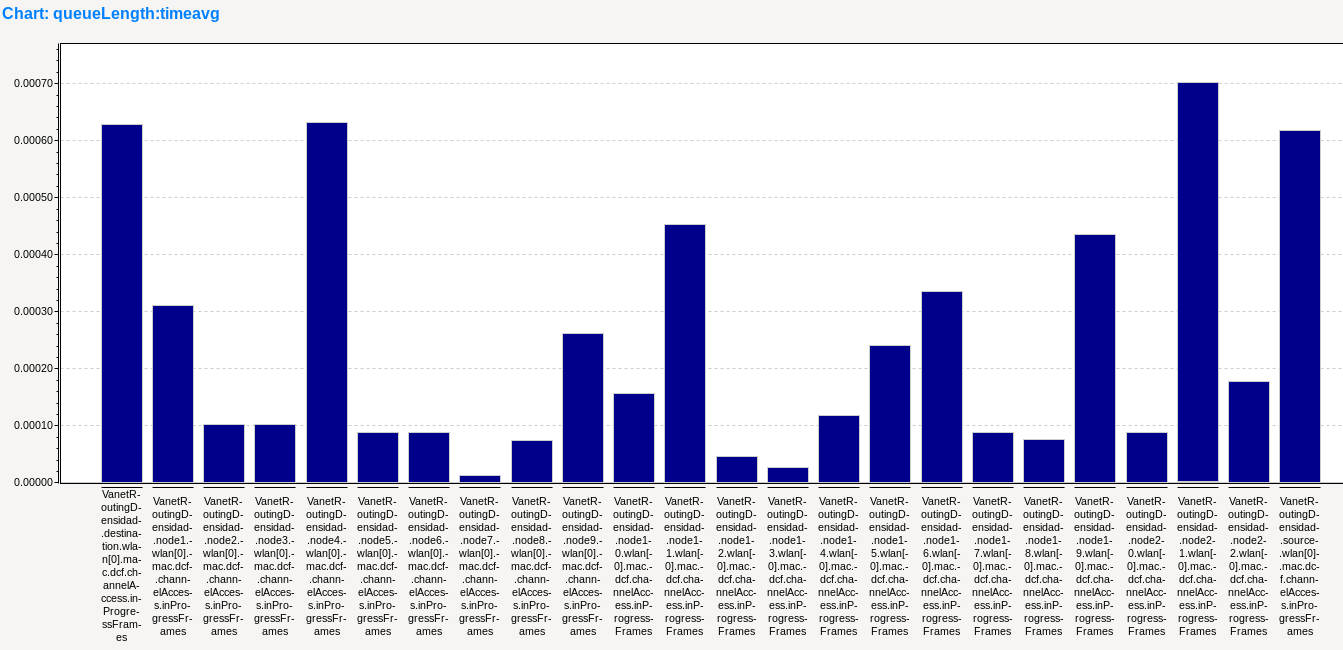 Chart: queueLength:timeavg
0.00070
0.00060
0.00050
0.00040
0.00030
0.00020
0.00010
0.00000
VanetR-
outingD-
ensidad-
.destina-
tion.wla-
n[0].ma-
c.dcf.ch-
annelA-
ccess.in-
Progre-
ssFram-
es
VanetR-
outingD-
ensidad-
.node1.-
wlan[0].-
mac.dcf-
.chann-
elAcces-
s.inPro-
gressFr-
ames
VanetR-
outingD-
ensidad-
.node2.-
wlan[0].-
mac.dcf-
.chann-
elAcces-
s.inPro-
gressFr-
ames
VanetR-
outingD-
ensidad-
.node3.-
wlan[0].-
mac.dcf-
.chann-
elAcces-
s.inPro-
gressFr-
ames
VanetR-
outingD-
ensidad-
.node4.-
wlan[0].-
mac.dcf-
.chann-
elAcces-
s.inPro-
gressFr-
ames
VanetR-
outingD-
ensidad-
.node5.-
wlan[0].-
mac.dcf-
.chann-
elAcces-
s.inPro-
gressFr-
ames
VanetR-
outingD-
ensidad-
.node6.-
wlan[0].-
mac.dcf-
.chann-
elAcces-
s.inPro-
gressFr-
ames
VanetR-
outingD-
ensidad-
.node7.-
wlan[0].-
mac.dcf-
.chann-
elAcces-
s.inPro-
gressFr-
ames
VanetR-
outingD-
ensidad-
.node8.-
wlan[0].-
mac.dcf-
.chann-
elAcces-
s.inPro-
gressFr-
ames
VanetR-
outingD-
ensidad-
.node9.-
wlan[0].-
mac.dcf-
.chann-
elAcces-
s.inPro-
gressFr-
ames
VanetR-
outingD-
ensidad-
.node1-
0.wlan[-
0].mac.-
dcf.cha-
nnelAcc-
ess.inP-
rogress-
Frames
VanetR-
outingD-
ensidad-
.node1-
1.wlan[-
0].mac.-
dcf.cha-
nnelAcc-
ess.inP-
rogress-
Frames
VanetR-
outingD-
ensidad-
.node1-
2.wlan[-
0].mac.-
dcf.cha-
nnelAcc-
ess.inP-
rogress-
Frames
VanetR-
outingD-
ensidad-
.node1-
3.wlan[-
0].mac.-
dcf.cha-
nnelAcc-
ess.inP-
rogress-
Frames
VanetR-
outingD-
ensidad-
.node1-
4.wlan[-
0].mac.-
dcf.cha-
nnelAcc-
ess.inP-
rogress-
Frames
VanetR-
outingD-
ensidad-
.node1-
5.wlan[-
0].mac.-
dcf.cha-
nnelAcc-
ess.inP-
rogress-
Frames
VanetR-
outingD-
ensidad-
.node1-
6.wlan[-
0].mac.-
dcf.cha-
nnelAcc-
ess.inP-
rogress-
Frames
VanetR-
outingD-
ensidad-
.node1-
7.wlan[-
0].mac.-
dcf.cha-
nnelAcc-
ess.inP-
rogress-
Frames
VanetR-
outingD-
ensidad-
.node1-
8.wlan[-
0].mac.-
dcf.cha-
nnelAcc-
ess.inP-
rogress-
Frames
VanetR-
outingD-
ensidad-
.node1-
9.wlan[-
0].mac.-
dcf.cha-
nnelAcc-
ess.inP-
rogress-
Frames
VanetR-
outingD-
ensidad-
.node2-
0.wlan[-
0].mac.-
dcf.cha-
nnelAcc-
ess.inP-
rogress-
Frames
VanetR-
outingD-
ensidad-
.node2-
1.wlan[-
0].mac.-
dcf.cha-
nnelAcc-
ess.inP-
rogress-
Frames
VanetR-
outingD-
ensidad-
.node2-
2.wlan[-
0].mac.-
dcf.cha-
nnelAcc-
ess.inP-
rogress-
Frames
VanetR-
outingD-
ensidad-
.source-
.wlan[0]-
.mac.dc-
f.chann-
elAcces-
s.inPro-
gressFr-
ames